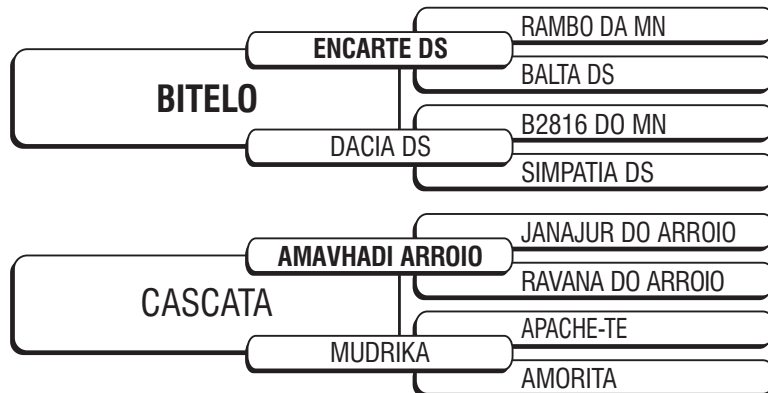 RAMBO DA MN
ENCARTE DS
BALTA DS
BITELO
B2816 DO MN
DACIA DS
SIMPATIA DS
JANAJUR DO ARROIO
AMAVHADI ARROIO
RAVANA DO ARROIO
CASCATA
APACHE-TE
MUDRIKA
AMORITA